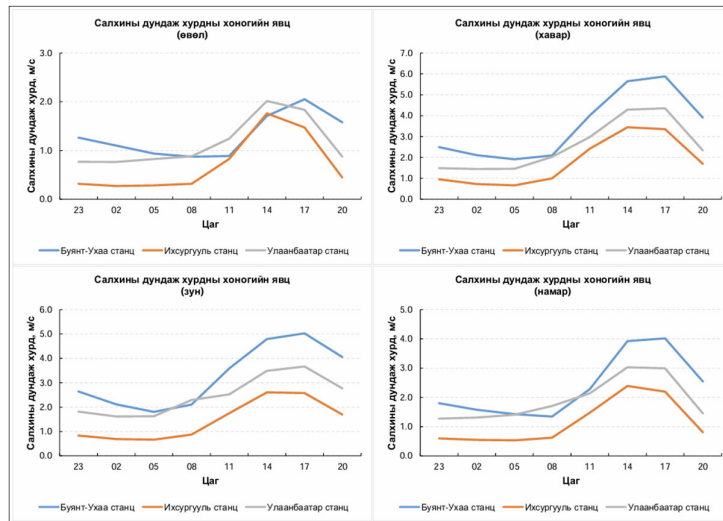 Салхины дундаж хурдны хоногийн явц
(өвөл)
Салхины дундаж хурд, м/с
3.0
2.0
1.0
0.0
23 02 05 08 11 14 17 20
Цаг
Буянт-Ухаа станц Ихсургууль станц Улаанбаатар станц
Салхины дундаж хурдны хоногийн явц
(хавар)
Салхины дундаж хурд, м/с
7.0
6.0
5.0
4.0
3.0
2.0
1.0
0.0
23 02 05 08 11 14 17 20
Цаг
Буянт-Ухаа станц Ихсургууль станц Улаанбаатар станц
Салхины дундаж хурдны хоногийн явц
(зун)
Салхины дундаж хурд, м/с
6.0
5.0
4.0
3.0
2.0
1.0
0.0
23 02 05 08 11 14 17 20
Цаг
Буянт-Ухаа станц Ихсургууль станц Улаанбаатар станц
Салхины дундаж хурдны хоногийн явц
(намар)
Салхины дундаж хурд, м/с
5.0
4.0
3.0
2.0
1.0
0.0
23 02 05 08 11 14 17 20
Цаг
Буянт-Ухаа станц Ихсургууль станц Улаанбаатар станц